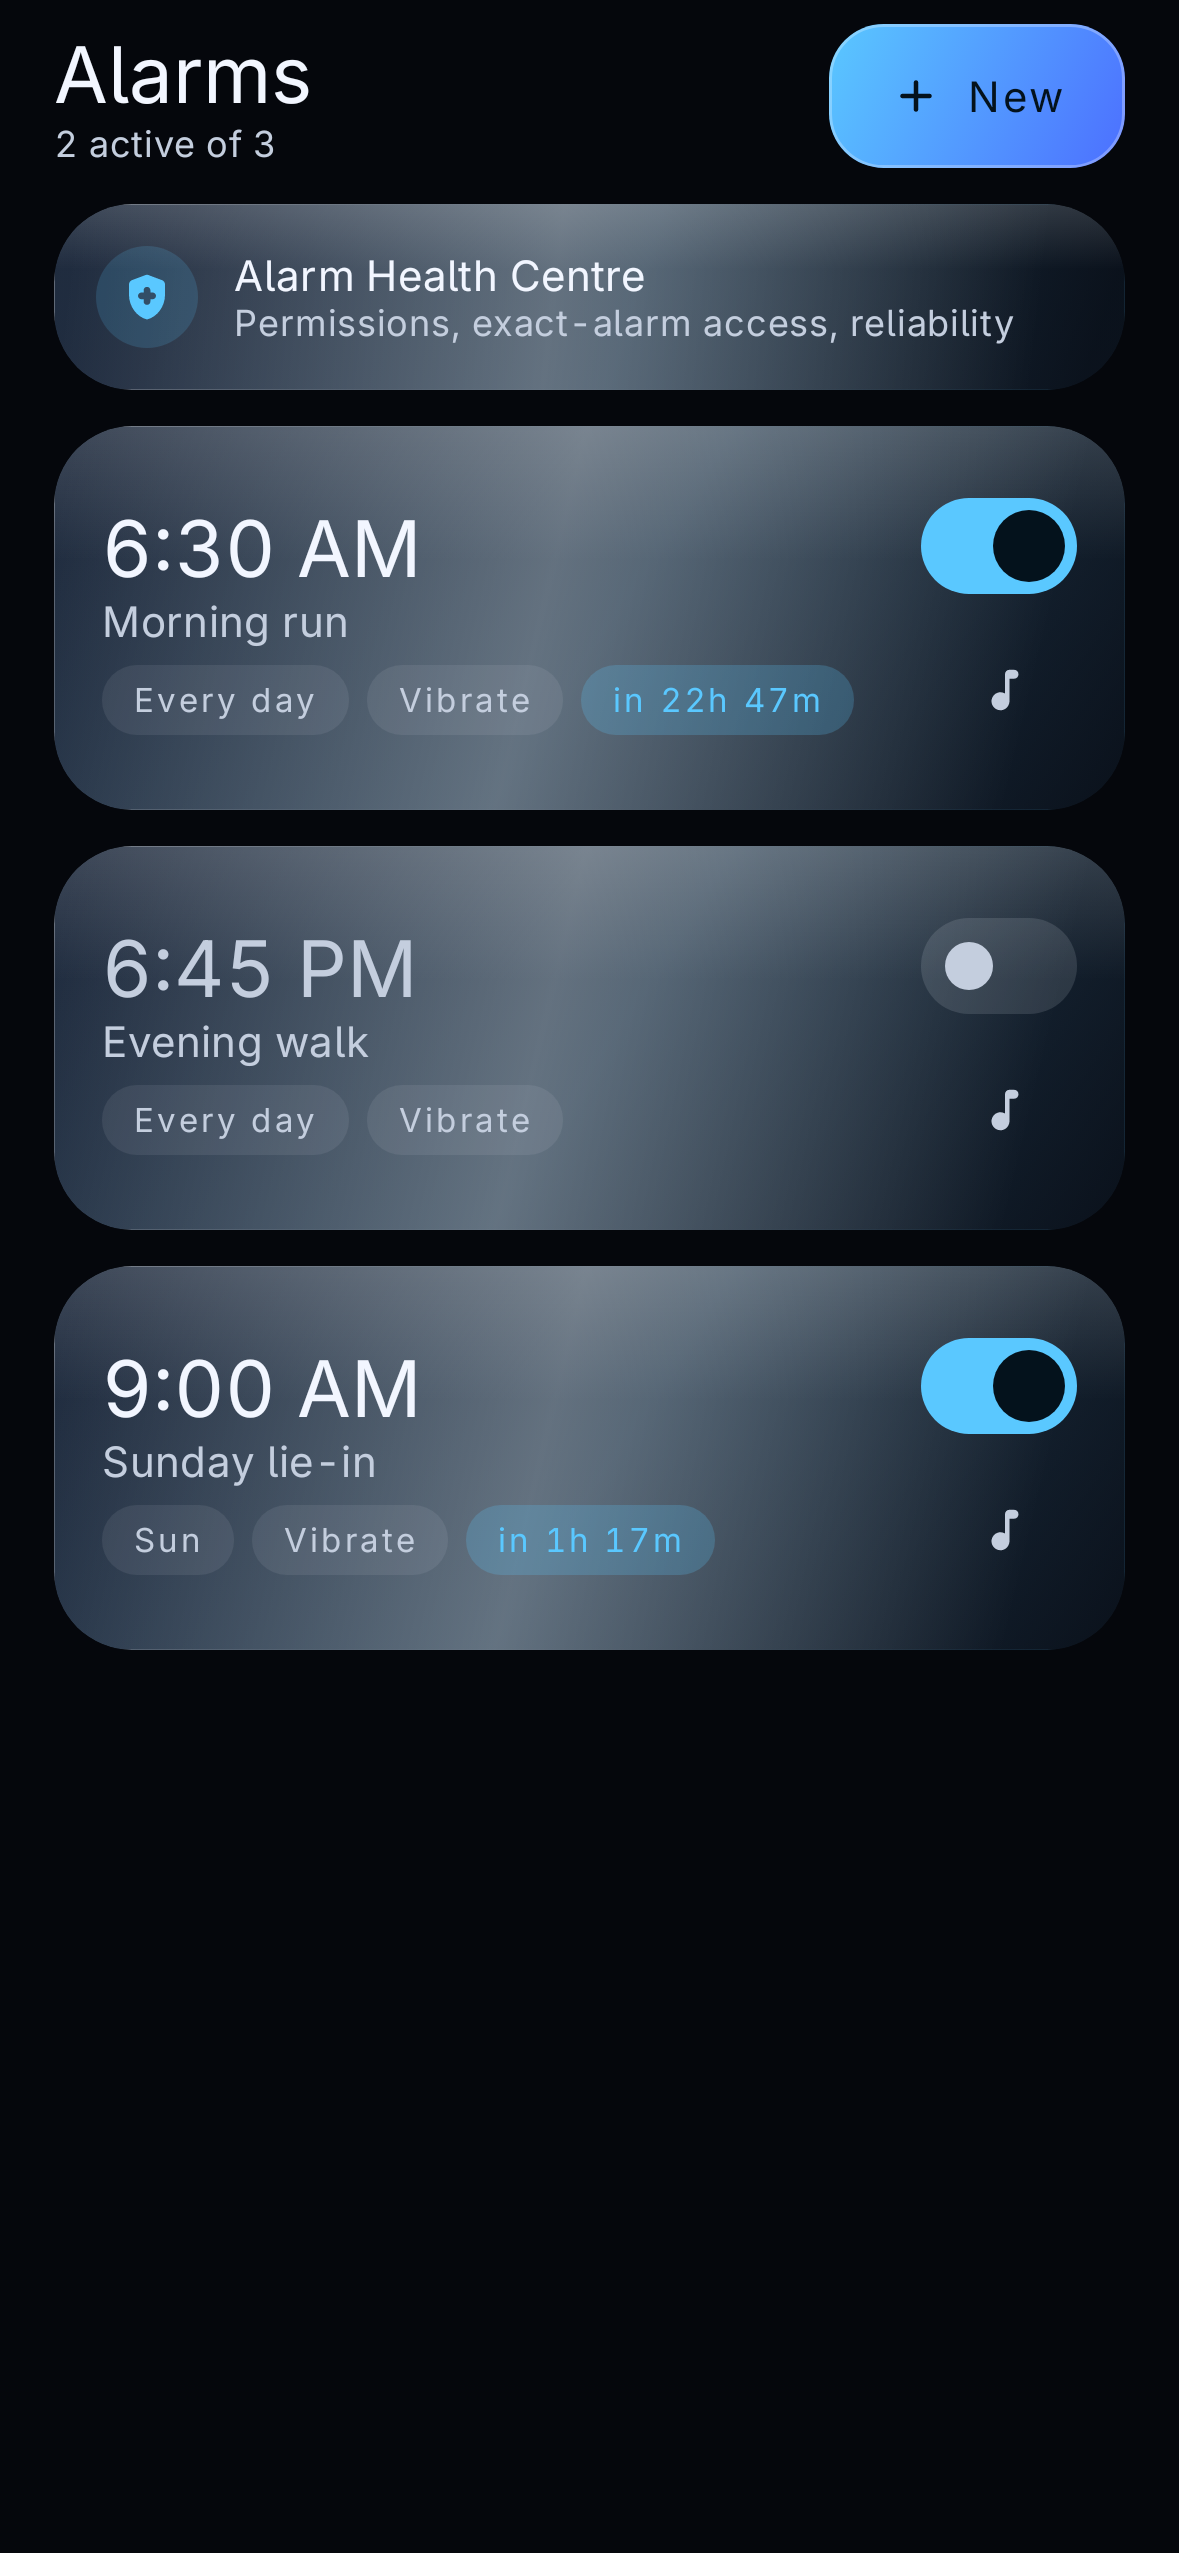 Alarms
2 active of 3
+ New
Alarm Health Centre
Permissions, exact-alarm access, reliability
6:30 AM
Morning run
Every day Vibrate in 22h 47m
6:45 PM
Evening walk
Every day Vibrate
9:00 AM
Sunday lie-in
Sun Vibrate in 1h 17m